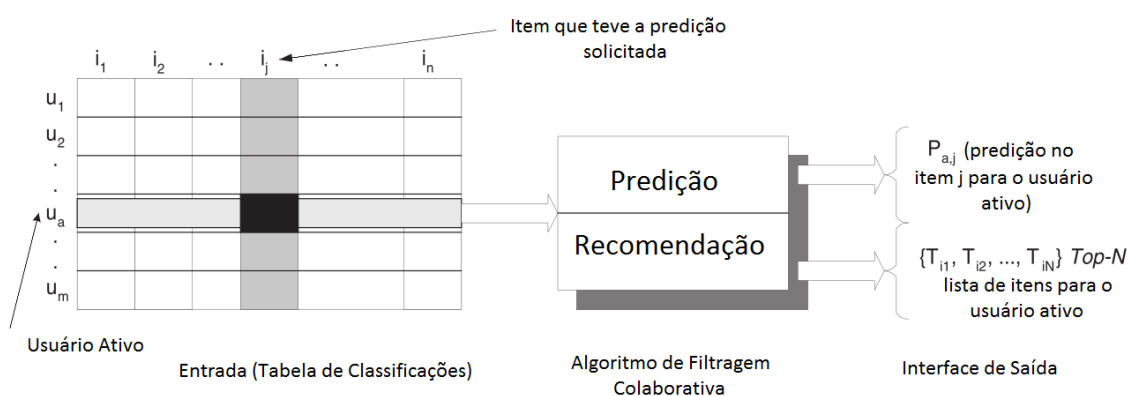 Item que teve a predição
solicitada
i1 i2 . . ij . . in
u1
u2
.
.
ua
.
.
um
Usuário Ativo
Entrada (Tabela de Classificações)
Predição
Recomendação
Algoritmo de Filtragem
Colaborativa
Pa,j (predição no
item j para o usuário
ativo)
{Ti1, Ti2, ..., TiN} Top-N
lista de itens para o
usuário ativo
Interface de Saída